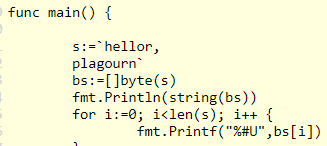 func main() {
s:=`hellor,
plagourn`
bs:=[]byte(s)
fmt.Println(string(bs))
for i:=0; i<len(s); i++ {
fmt.Printf("%#U",bs[i])